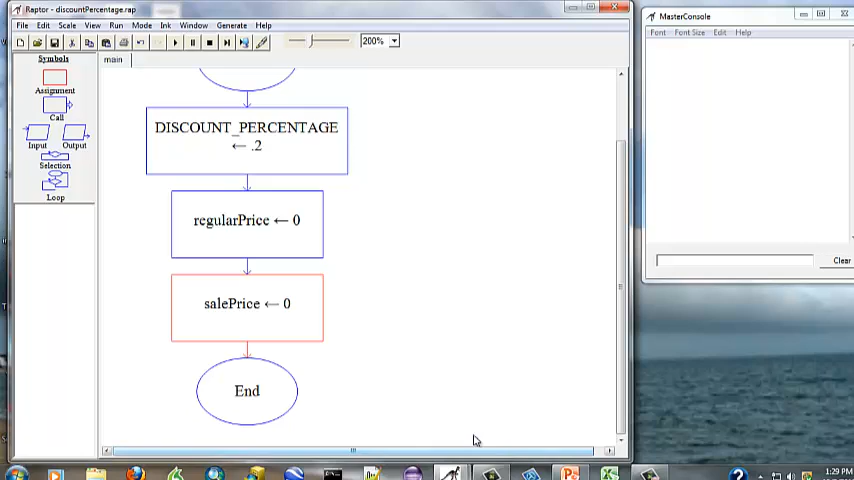 Raptor - discountPercentage.rap
File Edit Scale View Run Mode Ink Window Generate Help
200%
Symbols
main
Assignment
Call
Input Output
Selection
Loop
DISCOUNT_PERCENTAGE
← .2
regularPrice ← 0
salePrice ← 0
End
MasterConsole
Font Font Size Edit Help
Clear
1:29 PM